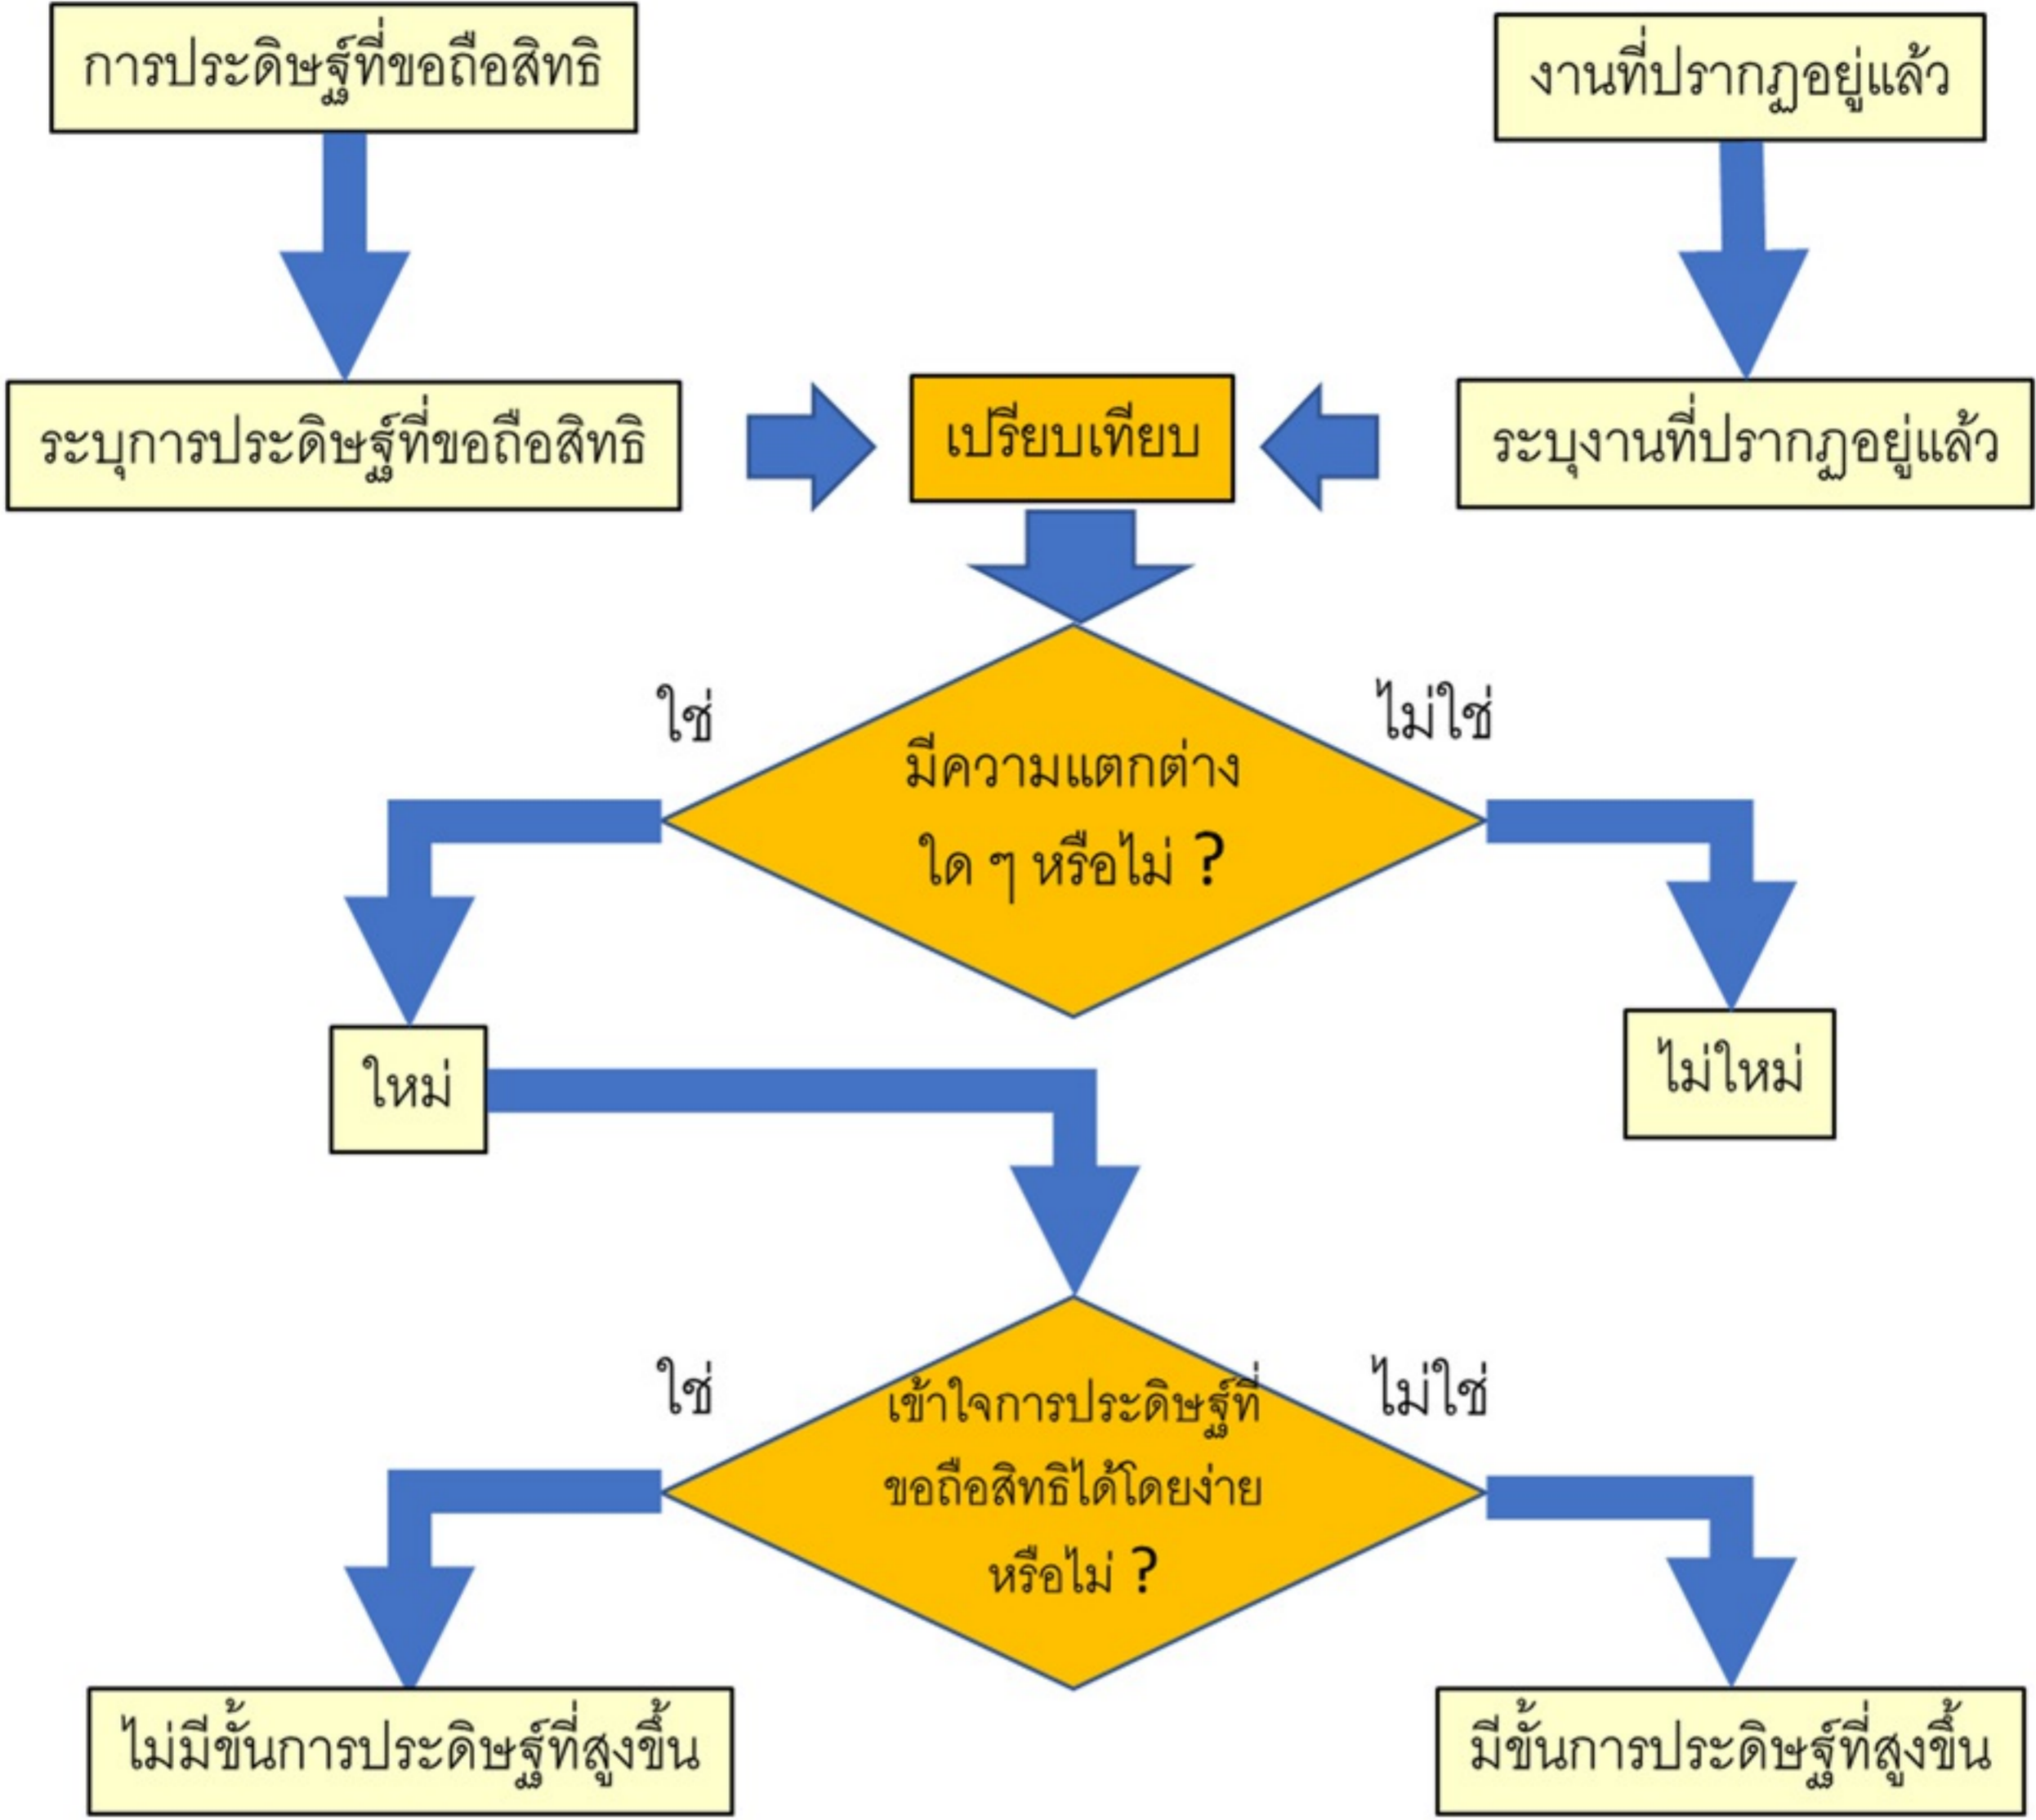 การประดิษฐ์ที่ขอถือสิทธิ
งานที่ปรากฏอยู่แล้ว
ระบุการประดิษฐ์ที่ขอถือสิทธิ
เปรียบเทียบ
ระบุงานที่ปรากฏอยู่แล้ว
ใช่
ไม่ใช่
มีความแตกต่าง
ใด ๆ หรือไม่ ?
ใหม่
ไม่ใหม่
ใช่
ไม่ใช่
เข้าใจการประดิษฐ์ที่
ขอถือสิทธิได้โดยง่าย
หรือไม่ ?
ไม่มีขั้นการประดิษฐ์ที่สูงขึ้น
มีขั้นการประดิษฐ์ที่สูงขึ้น